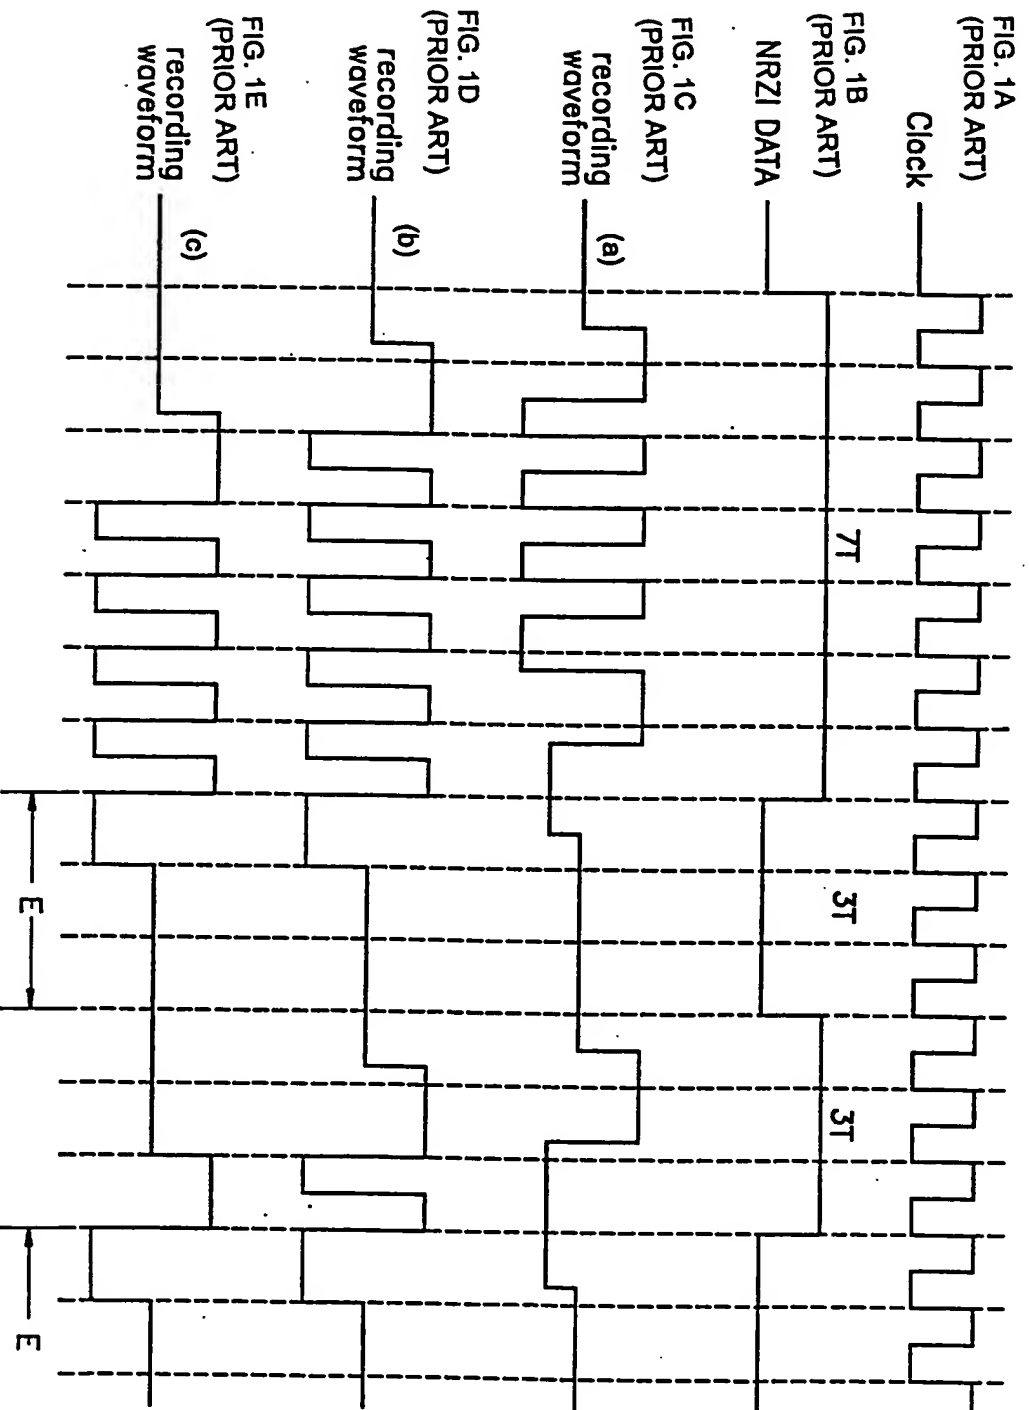 FIG. 1A
(PRIOR ART)
Clock
FIG. 1B
(PRIOR ART)
NRZI DATA
7T
3T
3T
FIG. 1C
(PRIOR ART)
recording
waveform
(a)
FIG. 1D
(PRIOR ART)
recording
waveform
(b)
FIG. 1E
(PRIOR ART)
recording
waveform
(c)
E
E